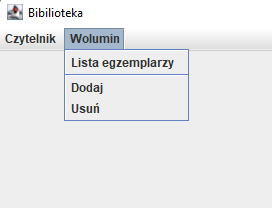 Bibilioteka
Czytelnik Wolumin
Lista egzemplarzy
Dodaj
Usuń